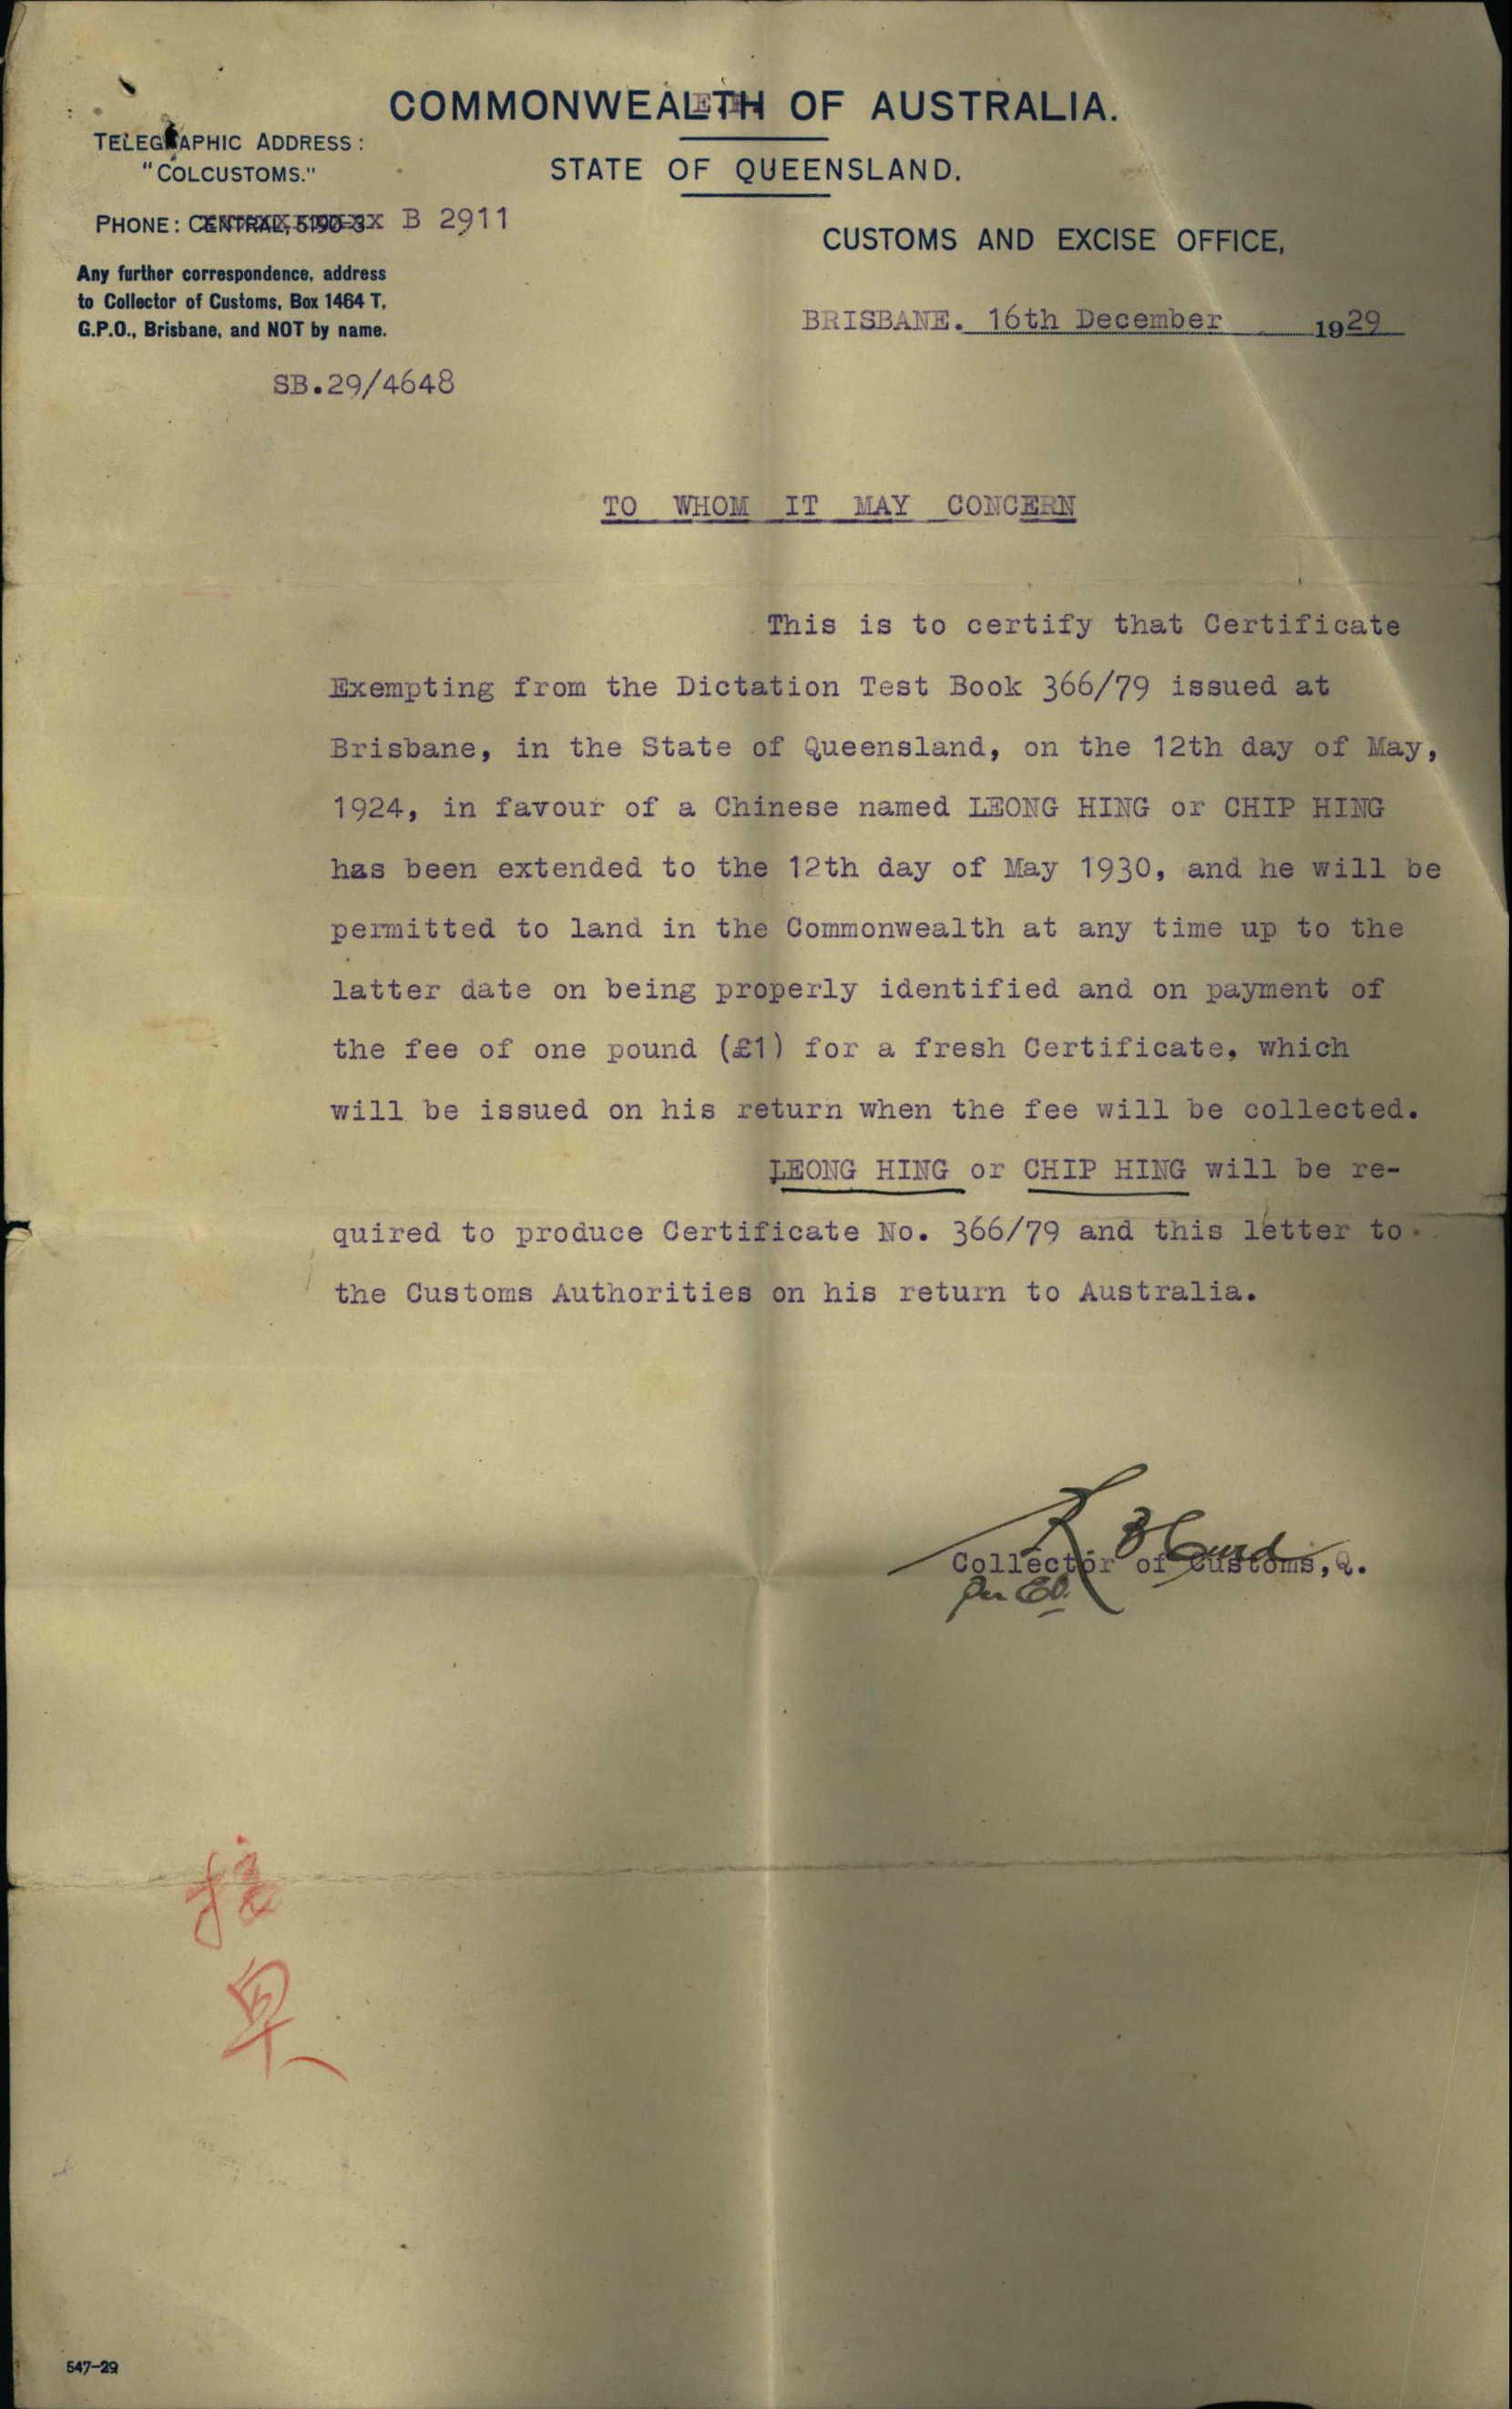 COMMONWEALTH OF AUSTRALIA.
TELEGRAPHIC ADDRESS:
"COLCUSTOMS."
STATE OF QUEENSLAND.
PHONE: CENTRAL, 5190-3 B 2911
CUSTOMS AND EXCISE OFFICE,
Any further correspondence, address
to Collector of Customs, Box 1464 T,
G.P.O., Brisbane, and NOT by name.
BRISBANE. 16th December 1929
SB.29/4648
TO WHOM IT MAY CONCERN
This is to certify that Certificate
Exempting from the Dictation Test Book 366/79 issued at
Brisbane, in the State of Queensland, on the 12th day of May,
1924, in favour of a Chinese named LEONG HING or CHIP HING
has been extended to the 12th day of May 1930, and he will be
permitted to land in the Commonwealth at any time up to the
latter date on being properly identified and on payment of
the fee of one pound (£1) for a fresh Certificate, which
will be issued on his return when the fee will be collected.
LEONG HING or CHIP HING will be re-
quired to produce Certificate No. 366/79 and this letter to
the Customs Authorities on his return to Australia.
Collector of Customs,Q.
547-29